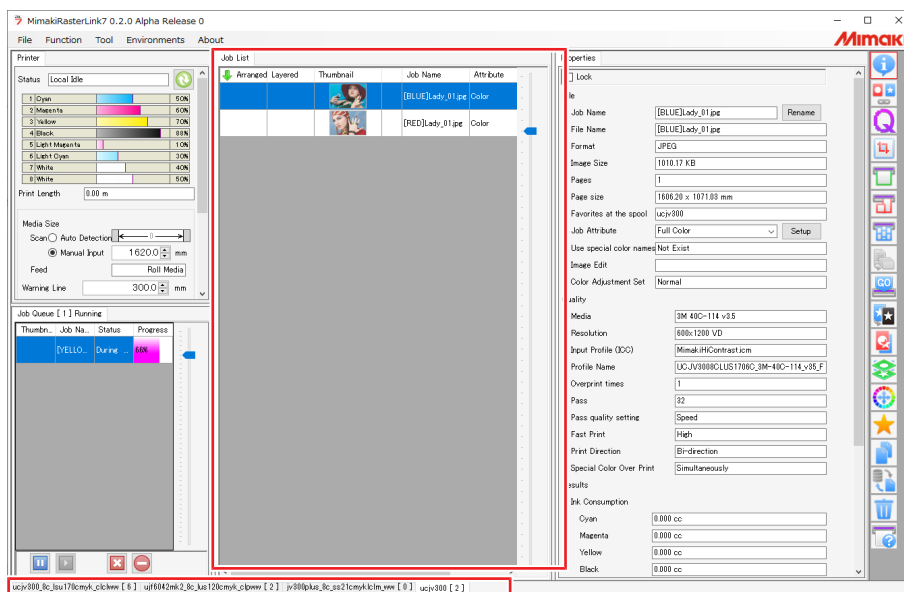 MimakiRasterLink7 0.2.0 Alpha Release 0
File Function Tool Environments About
Mimaki
Printer
Status Local Idle
1 Cyan 50%
2 Magenta 60%
3 Yellow 70%
4 Black 88%
5 Light Magenta 10%
6 Light Cyan 30%
7 White 40%
8 White 50%
Print Length 0.00 m
Media Size
Scan Auto Detection 0
Manual Input 1620.0 mm
Feed Roll Media
Warning Line 300.0 mm
Job Queue [ 1 ] Running
Thumbn... Job Na... Status Progress
[YELLO... During ... 66%
Job List
Arranged Layered Thumbnail Job Name Attribute
[BLUE]Lady_01.jpg Color
[RED]Lady_01.jpg Color
operties
Lock
le
Job Name [BLUE]Lady_01.jpg Rename
File Name [BLUE]Lady_01.jpg
Format JPEG
Image Size 1010.17 KB
Pages 1
Page size 1606.20 x 1071.03 mm
Favorites at the spool ucjv300
Job Attribute Full Color Setup
Use special color names Not Exist
Image Edit
Color Adjustment Set Normal
uality
Media 3M 40C-114 v3.5
Resolution 600x1200 VD
Input Profile (ICC) MimakiHiContrast.icm
Profile Name UCJV3008CLUS1706C_3M-40C-114_v35_F
Overprint times 1
Pass 32
Pass quality setting Speed
Fast Print High
Print Direction Bi-direction
Special Color Over Print Simultaneously
esults
Ink Consumption
Cyan 0.000 cc
Magenta 0.000 cc
Yellow 0.000 cc
Black 0.000 cc
GO
ucjv300_8c_lsu170cmyk_clclww [ 6 ] ujf6042mk2_8c_lus120cmyk_clpww [ 2 ] jv300plus_8c_ss21cmyklclm_ww [ 0 ] ucjv300 [ 2 ]